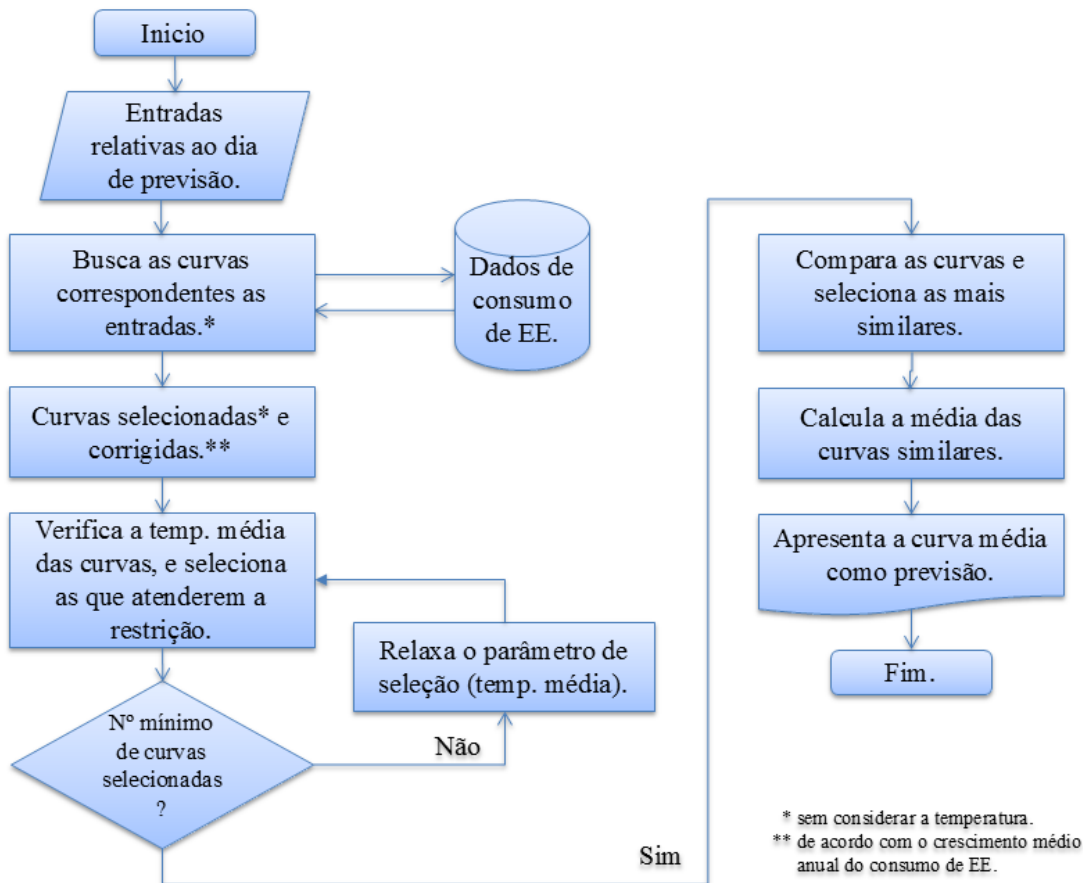 Inicio
Entradas
relativas ao dia
de previsão.
Busca as curvas
correspondentes as
entradas.*
Dados de
consumo
de EE.
Curvas selecionadas* e
corrigidas.**
Verifica a temp. média
das curvas, e seleciona
as que atenderem a
restrição.
Relaxa o parâmetro de
seleção (temp. média).
Nº mínimo
de curvas
selecionadas
?
Não
Sim
Compara as curvas e
seleciona as mais
similares.
Calcula a média das
curvas similares.
Apresenta a curva média
como previsão.
Fim.
* sem considerar a temperatura.
** de acordo com o crescimento médio
anual do consumo de EE.